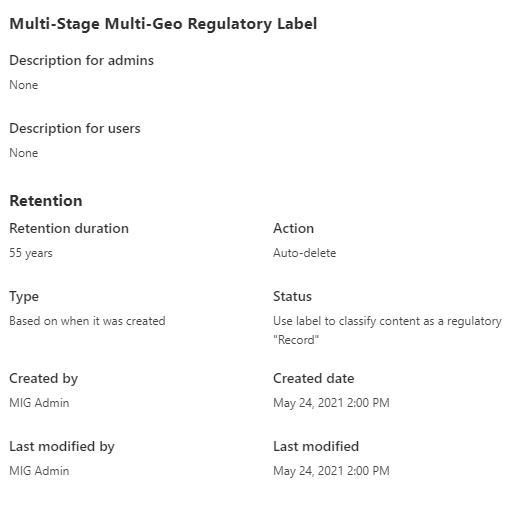 Multi-Stage Multi-Geo Regulatory Label
Description for admins
None
Description for users
None
Retention
Retention duration
55 years
Action
Auto-delete
Type
Based on when it was created
Status
Use label to classify content as a regulatory
"Record"
Created by
MIG Admin
Created date
May 24, 2021 2:00 PM
Last modified by
MIG Admin
Last modified
May 24, 2021 2:00 PM